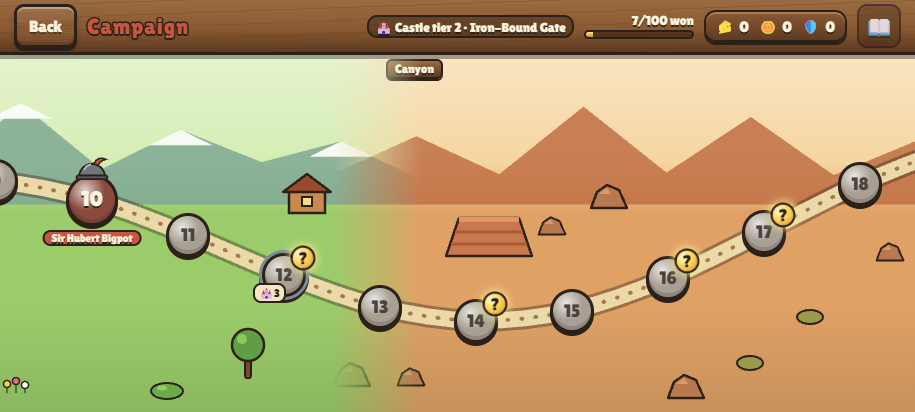 Back
Campaign
Castle tier 2 · Iron-Bound Gate
7/100 won
0
0
0
Canyon
10
Sir Hubert Bigpot
11
12
?
3
13
14
?
15
16
?
17
?
18